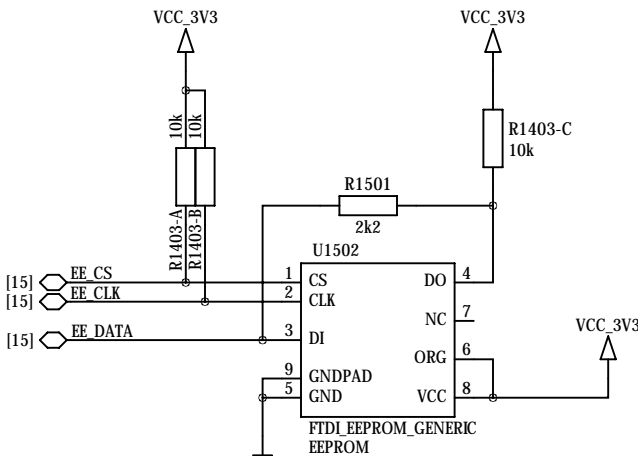 VCC_3V3
VCC_3V3
10k
10k
R1403-C
10k
R1403-A
R1403-B
R1501
2k2
U1502
[15] EE_CS 1 CS DO 4
[15] EE_CLK 2 CLK
NC 7
VCC_3V3
[15] EE_DATA 3 DI
ORG 6
9 GNDPAD
5 GND VCC 8
FTDI_EEPROM_GENERIC
EEPROM